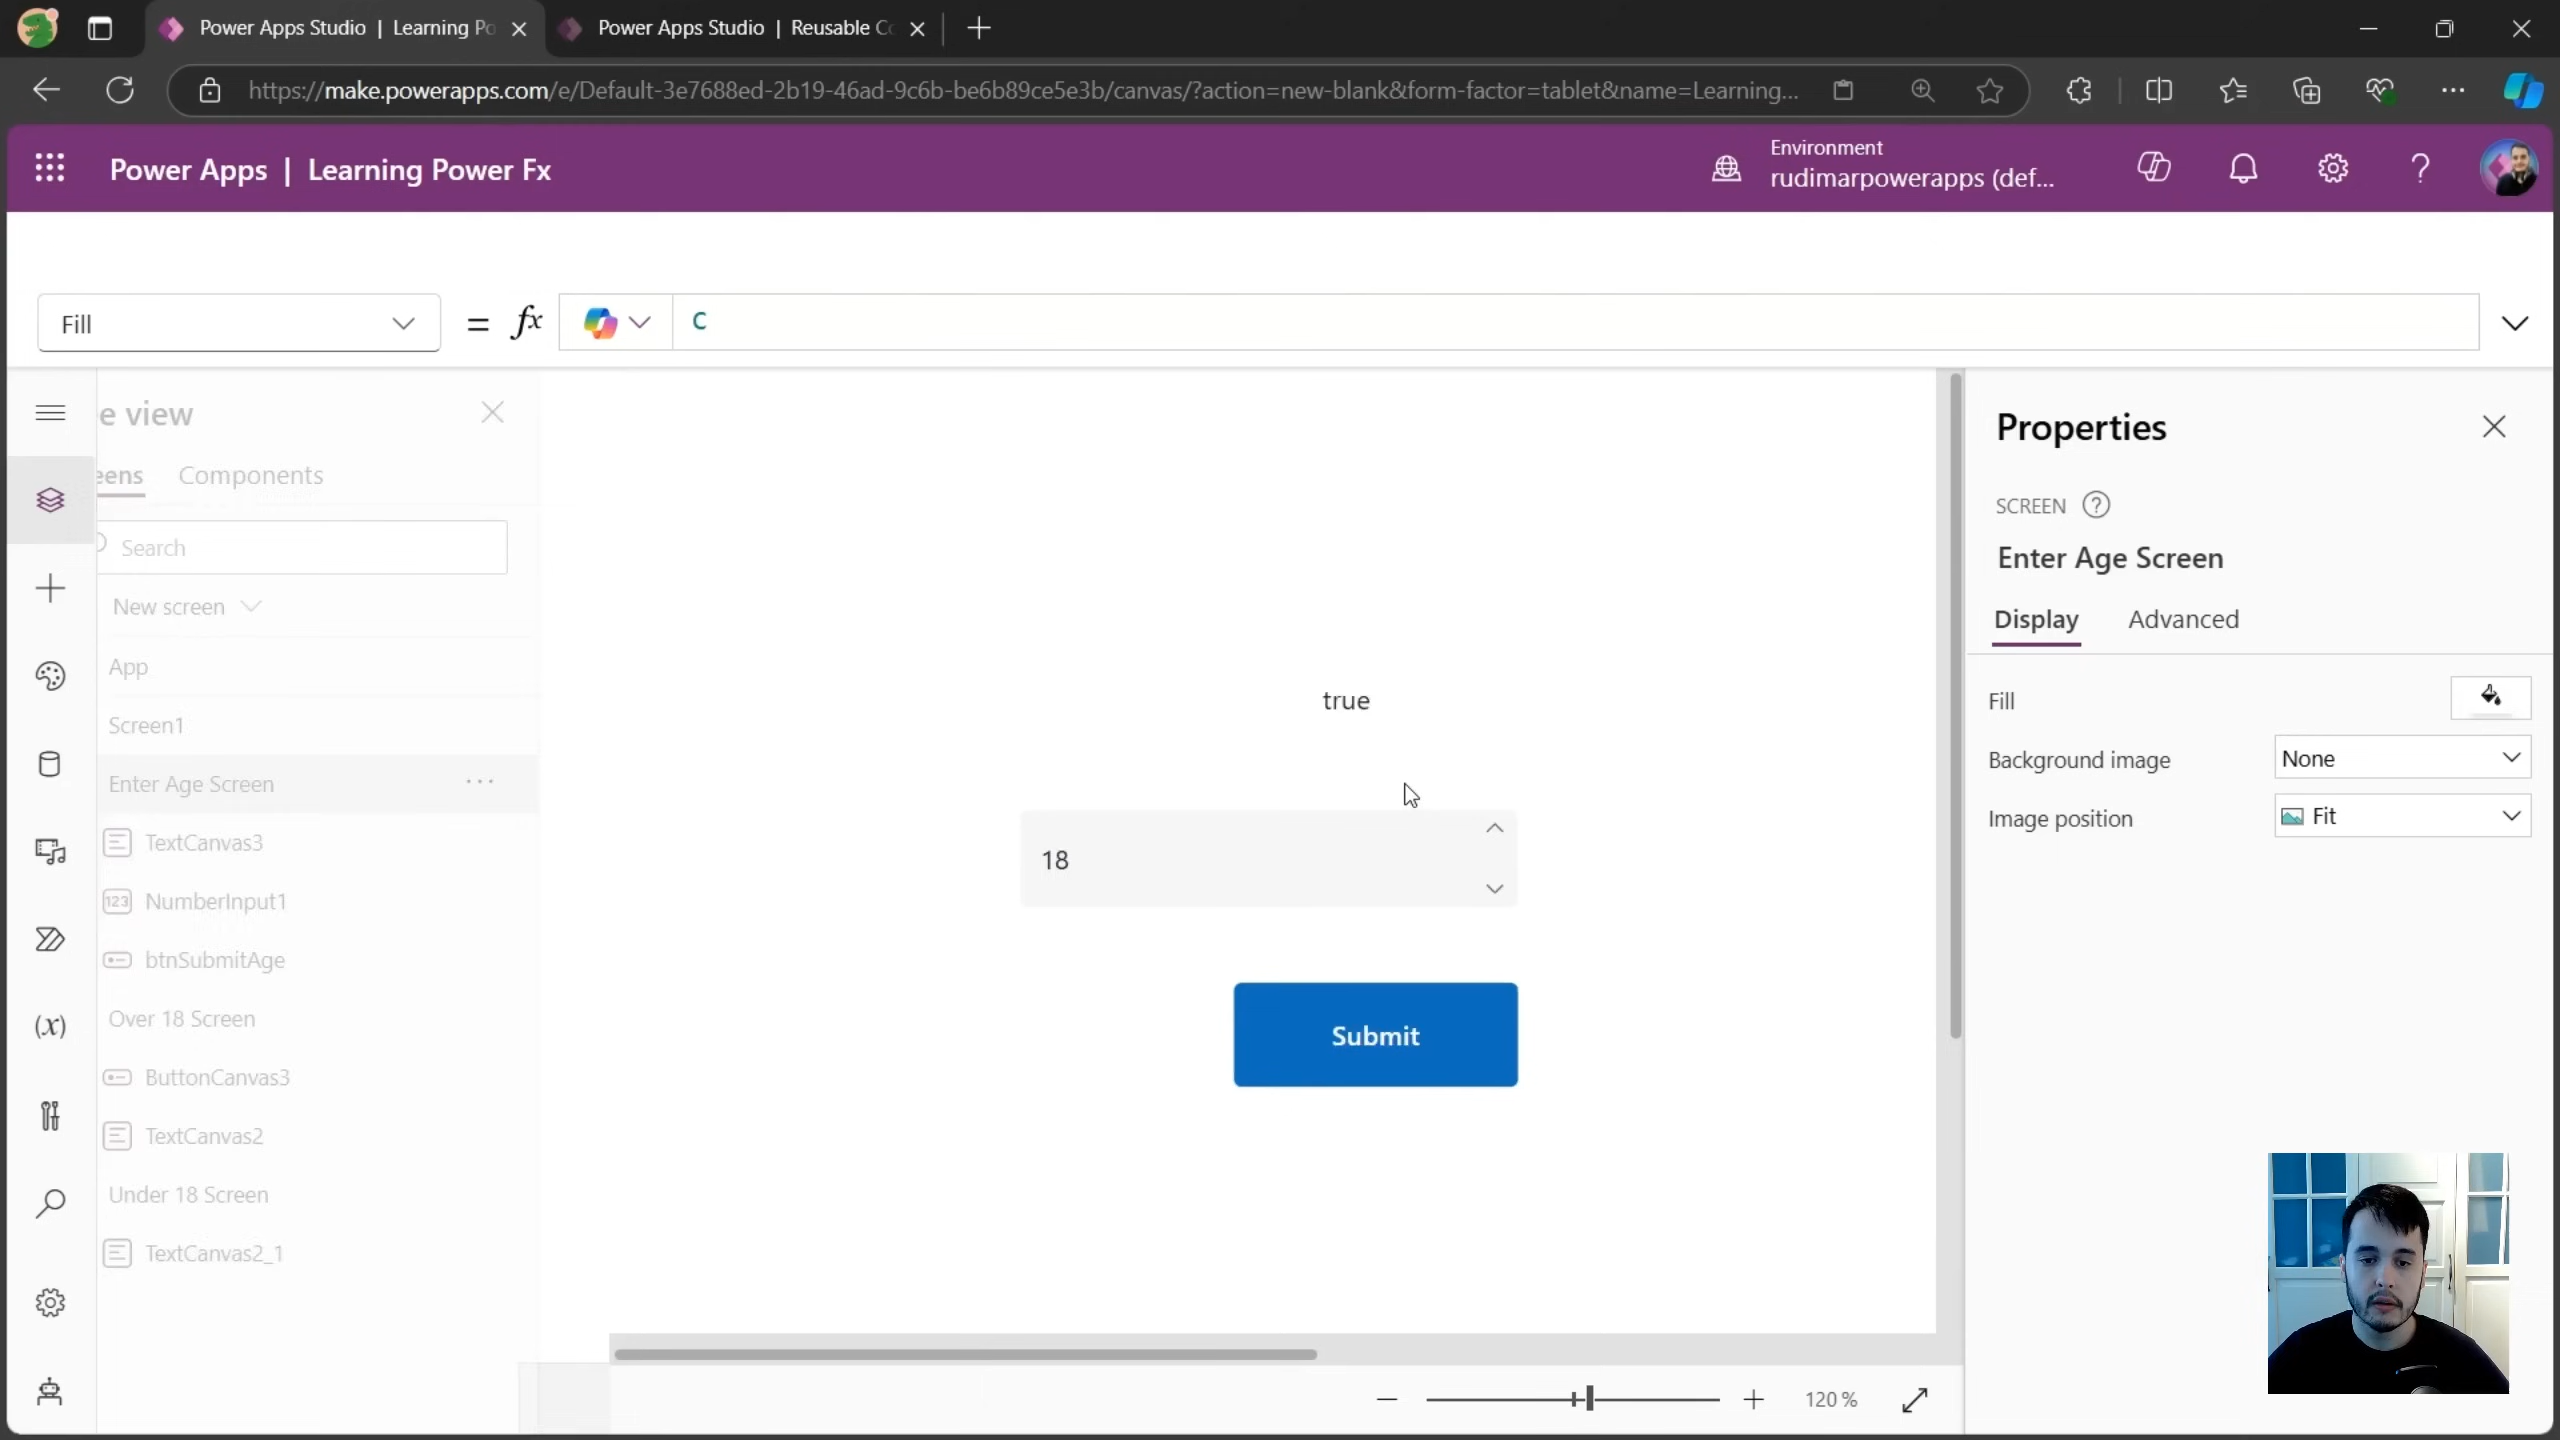 Power Apps Studio | Learning Po
Power Apps Studio | Reusable Co
https://make.powerapps.com/e/Default-3e7688ed-2b19-46ad-9c6b-be6b89ce5e3b/canvas/?action=new-blank&form-factor=tablet&name=Learning...
Power Apps | Learning Power Fx
Environment
rudimarpowerapps (def...
Fill
= fx
C
e view
eens
Components
Search
New screen
App
Screen1
Enter Age Screen
...
TextCanvas3
123 NumberInput1
btnSubmitAge
Over 18 Screen
ButtonCanvas3
TextCanvas2
Under 18 Screen
TextCanvas2_1
(x)
true
18
Submit
120 %
Properties
SCREEN ?
Enter Age Screen
Display
Advanced
Fill
Background image
None
Image position
Fit